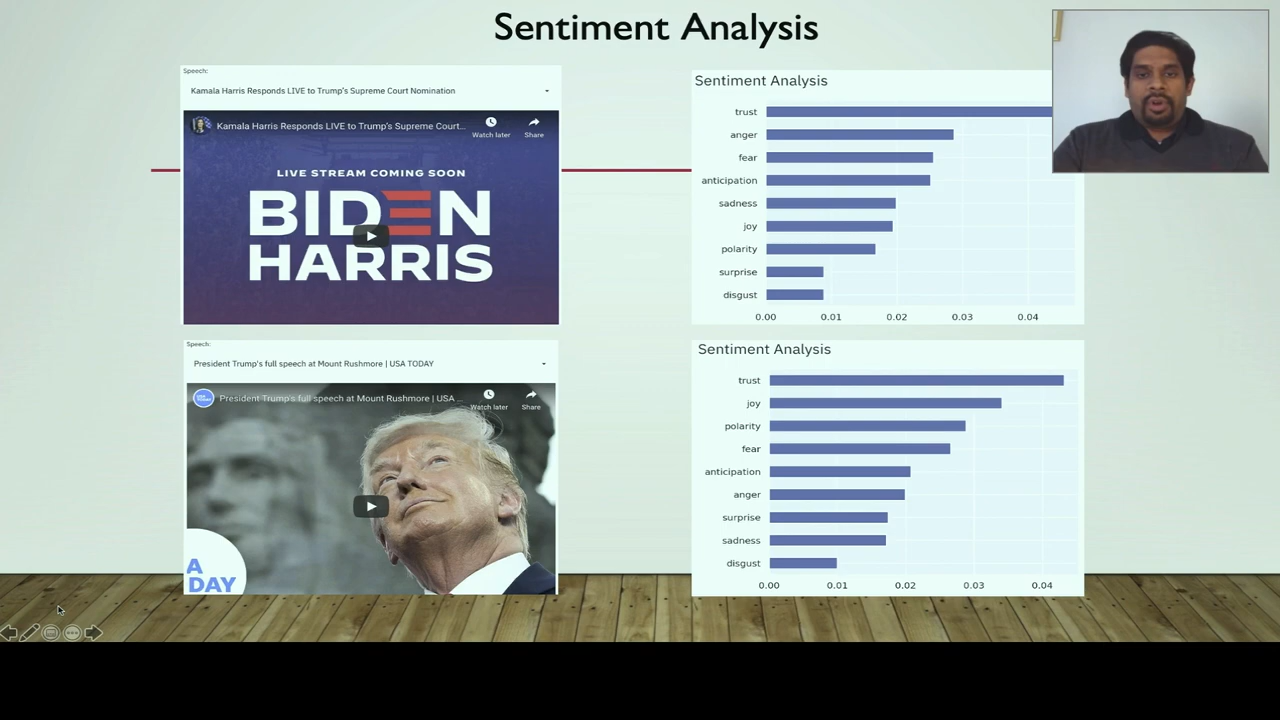 Sentiment Analysis
Speech:
Kamala Harris Responds LIVE to Trump's Supreme Court Nomination
Kamala Harris Responds LIVE to Trump's Supreme Court...
Watch later
Share
LIVE STREAM COMING SOON
BIDEN
HARRIS
Sentiment Analysis
trust
anger
fear
anticipation
sadness
joy
polarity
surprise
disgust
0.00 0.01 0.02 0.03 0.04
Speech:
President Trump's full speech at Mount Rushmore | USA TODAY
President Trump's full speech at Mount Rushmore | USA ...
Watch later
Share
USA TODAY
A
DAY
Sentiment Analysis
trust
joy
polarity
fear
anticipation
anger
surprise
sadness
disgust
0.00 0.01 0.02 0.03 0.04